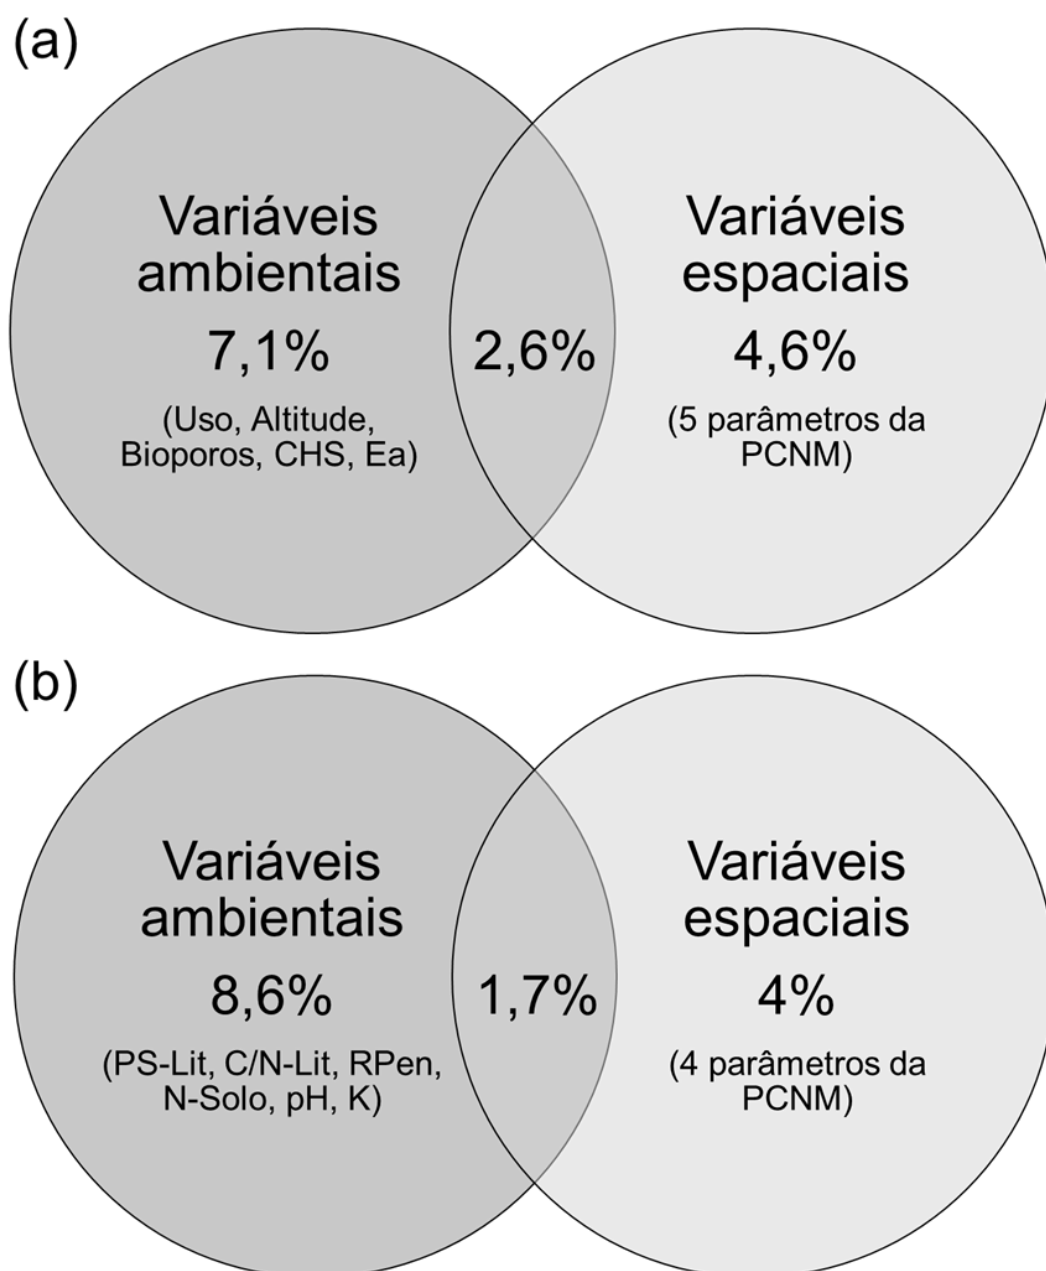 (a)
Variáveis
ambientais
7,1%
(Uso, Altitude,
Bioporos, CHS, Ea)
2,6%
Variáveis
espaciais
4,6%
(5 parâmetros da
PCNM)
(b)
Variáveis
ambientais
8,6%
(PS-Lit, C/N-Lit, RPen,
N-Solo, pH, K)
1,7%
Variáveis
espaciais
4%
(4 parâmetros da
PCNM)